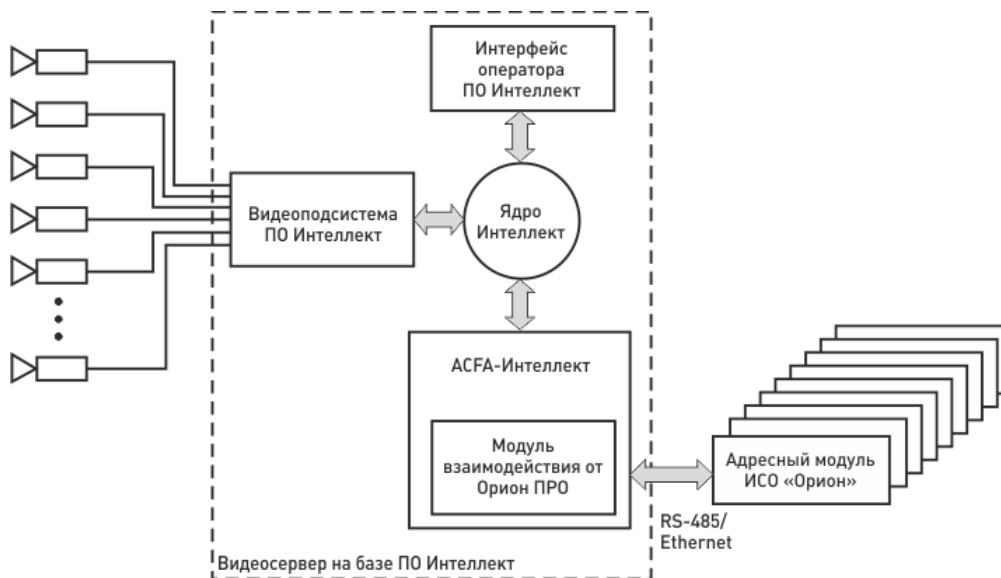 Интерфейс
оператора
ПО Интеллект
Видеоподсистема
ПО Интеллект
Ядро
Интеллект
ACFA-Интеллект
Модуль
взаимодействия от
Орион ПРО
Адресный модуль
ИСО «Орион»
RS-485/
Ethernet
Видеосервер на базе ПО Интеллект